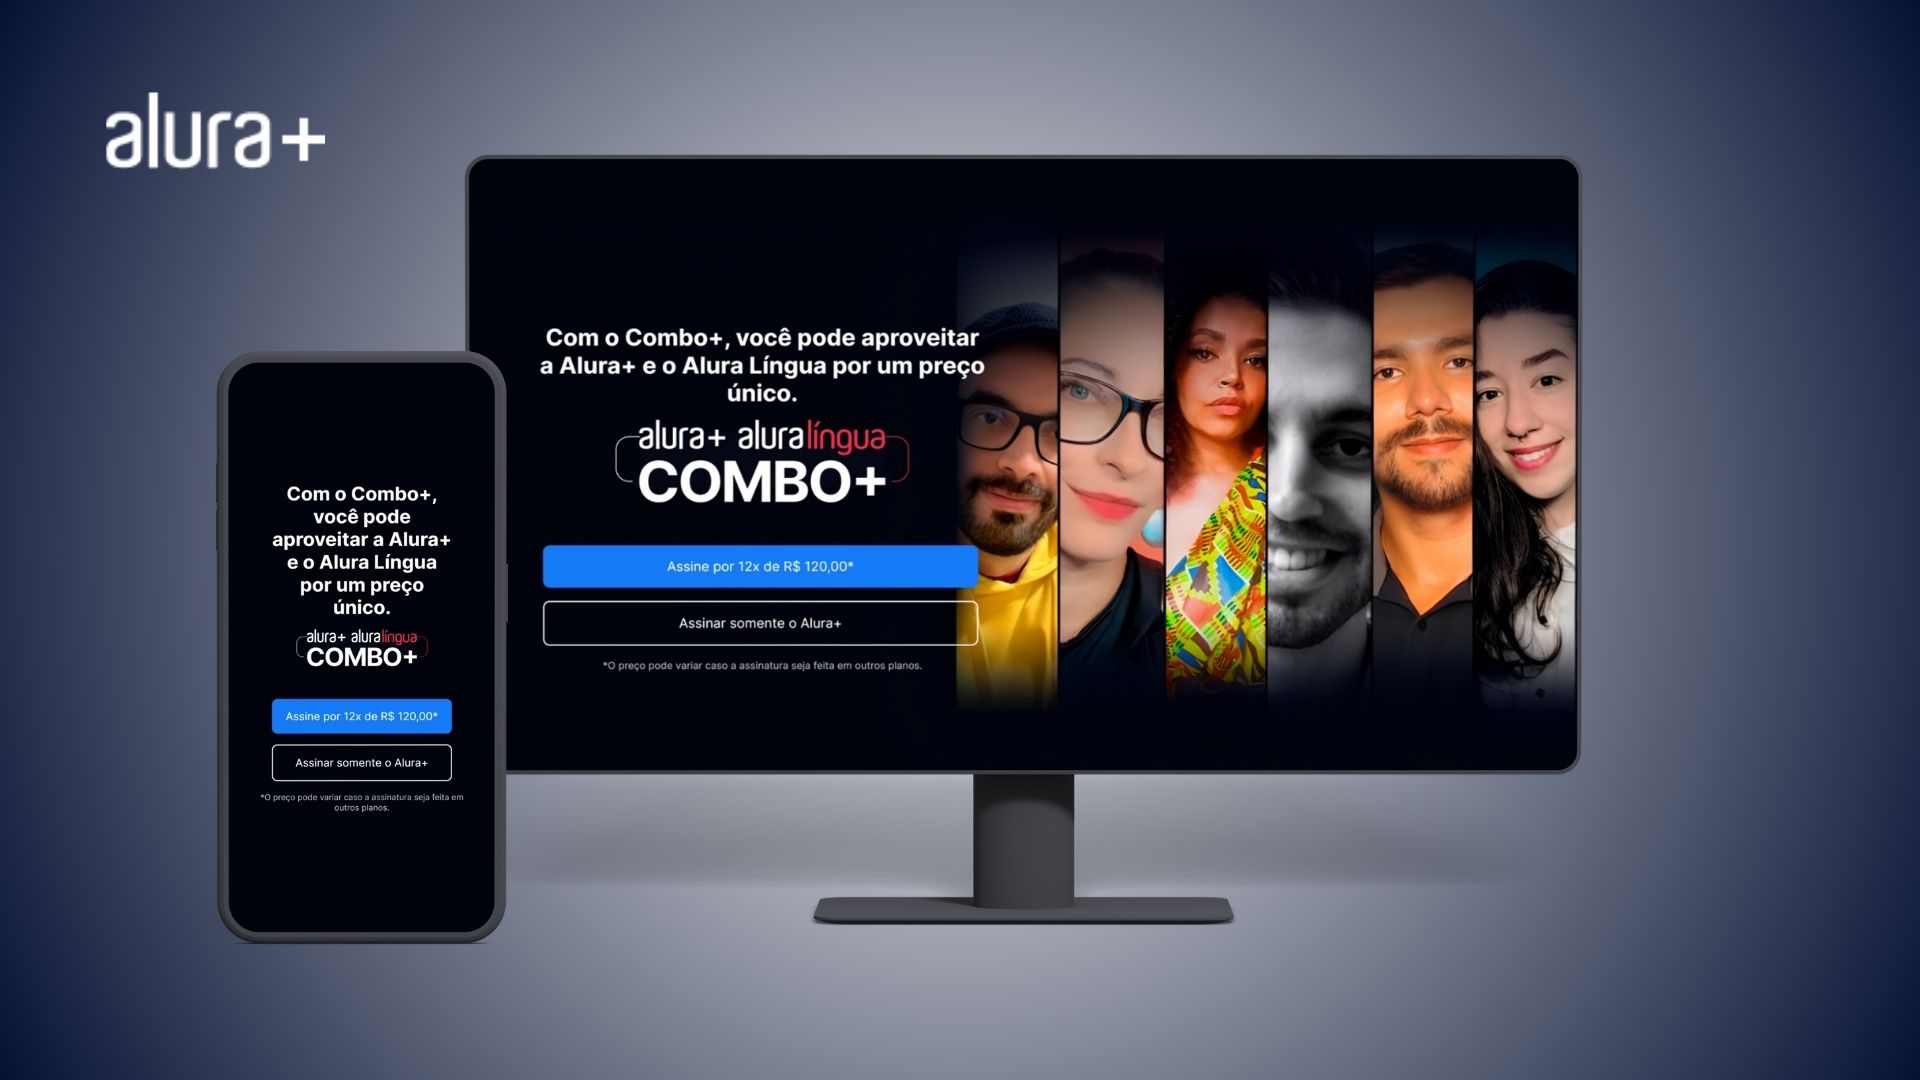 alura+
Com o Combo+, você pode aproveitar
a Alura+ e o Alura Língua por um preço
único.
alura+ aluralíngua
COMBO+
Assine por 12x de R$ 120,00*
Assinar somente o Alura+
*O preço pode variar caso a assinatura seja feita em outros planos.
Com o Combo+,
você pode
aproveitar a Alura+
e o Alura Língua
por um preço
único.
alura+ aluralíngua
COMBO+
Assine por 12x de R$ 120,00*
Assinar somente o Alura+
*O preço pode variar caso a assinatura seja feita em
outros planos.